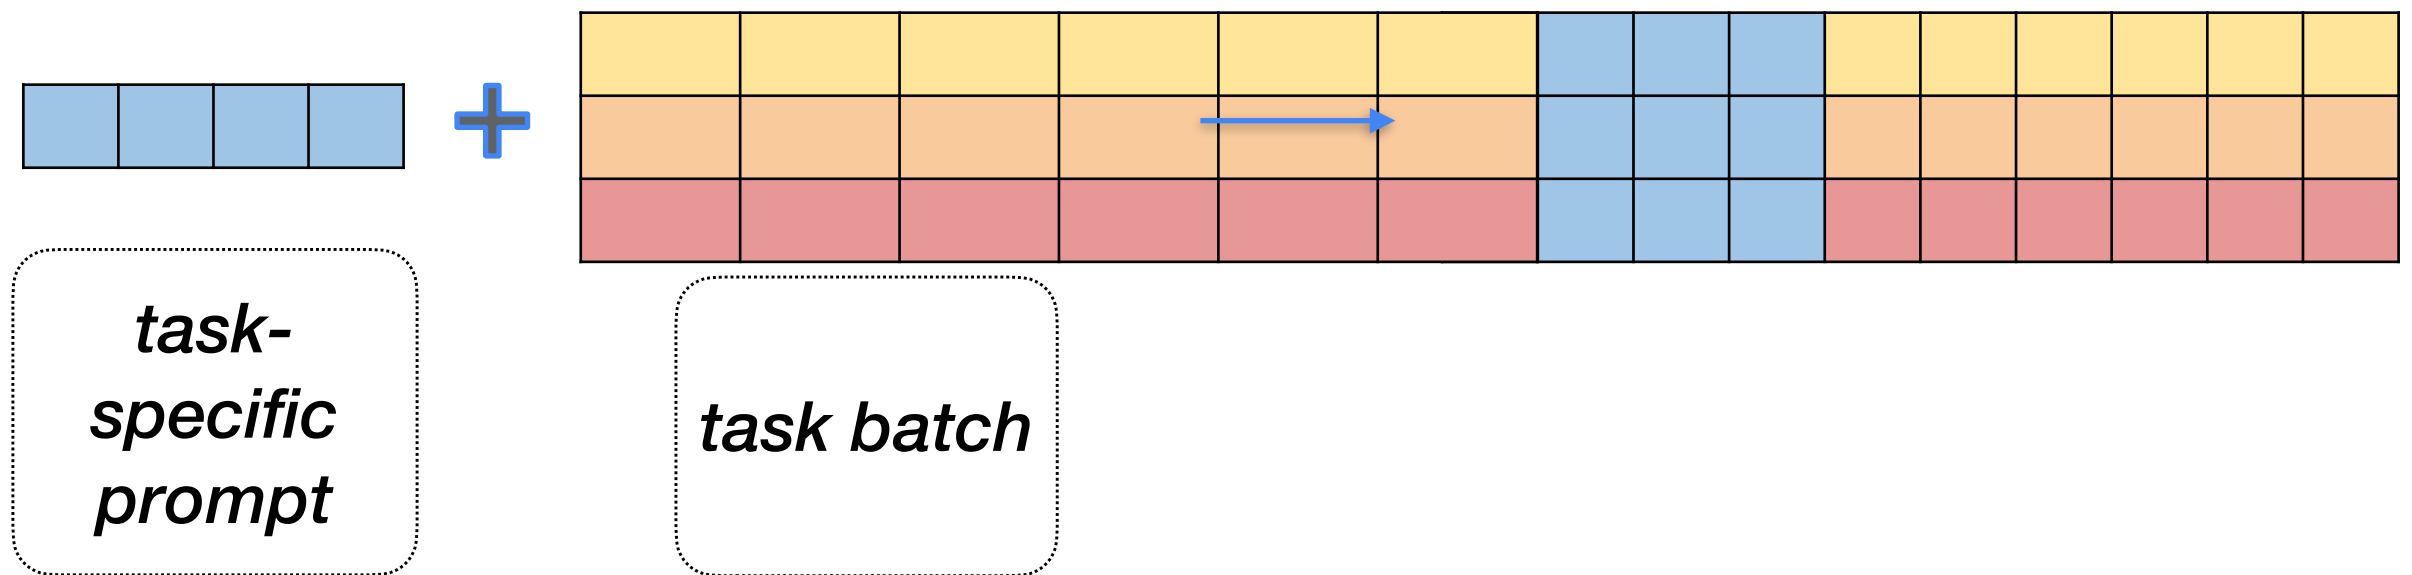 task-
specific
prompt
task batch